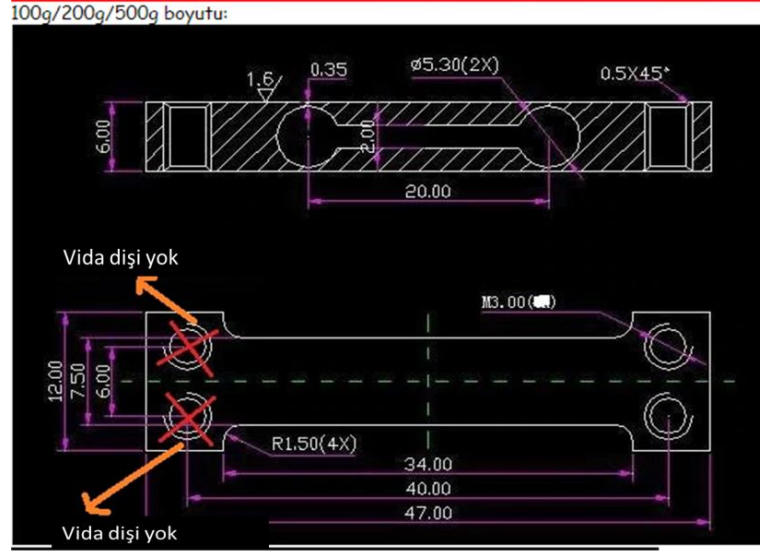 100g/200g/500g boyutu:
1.6
0.35
ø5.30(2X)
0.5X45°
6.00
2.00
20.00
Vida dişi yok
M3.00(
12.00
7.50
6.00
R1.50(4X)
34.00
40.00
47.00
Vida dişi yok